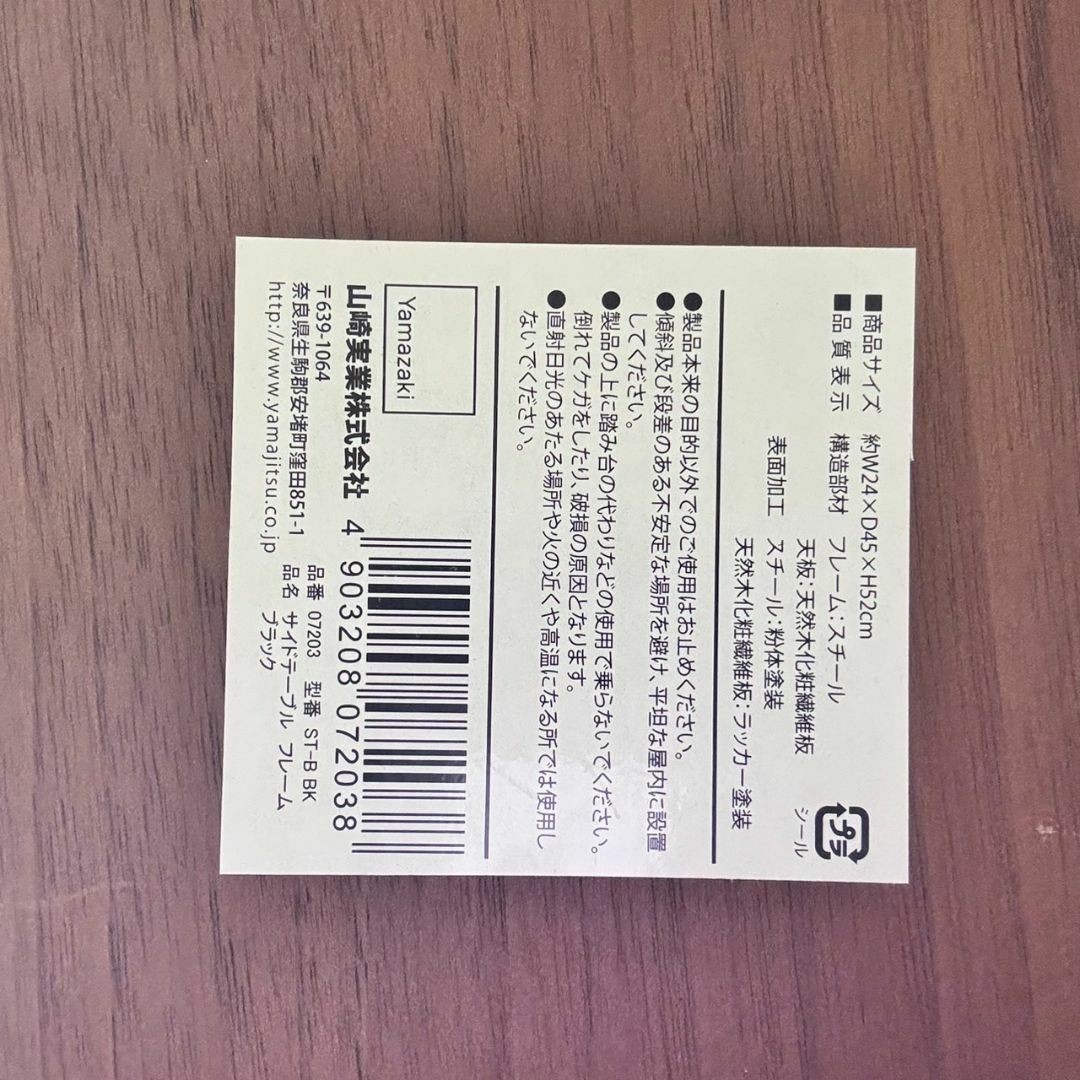 ■商品サイズ 約W24×D45×H52cm
■品質表示 構造部材 フレーム:スチール
天板:天然木化粧繊維板
表面加工 スチール:粉体塗装
天然木化粧繊維板:ラッカー塗装
プラ
シール
●製品本来の目的以外でのご使用はお止めください。
●傾斜及び段差のある不安定な場所を避け、平坦な屋内に設置
してください。
●製品の上に踏み台の代わりなどの使用で乗らないでください。
倒れてケガをしたり、破損の原因となります。
●直射日光のあたる場所や火の近くや高温になる所では使用し
ないでください。
Yamazaki
山崎実業株式会社
〒639-1064
奈良県生駒郡安堵町窪田851-1
http://www.yamajitsu.co.jp
4 903208 072038
品番 07203 型番 ST-B BK
品名 サイドテーブル フレーム
ブラック